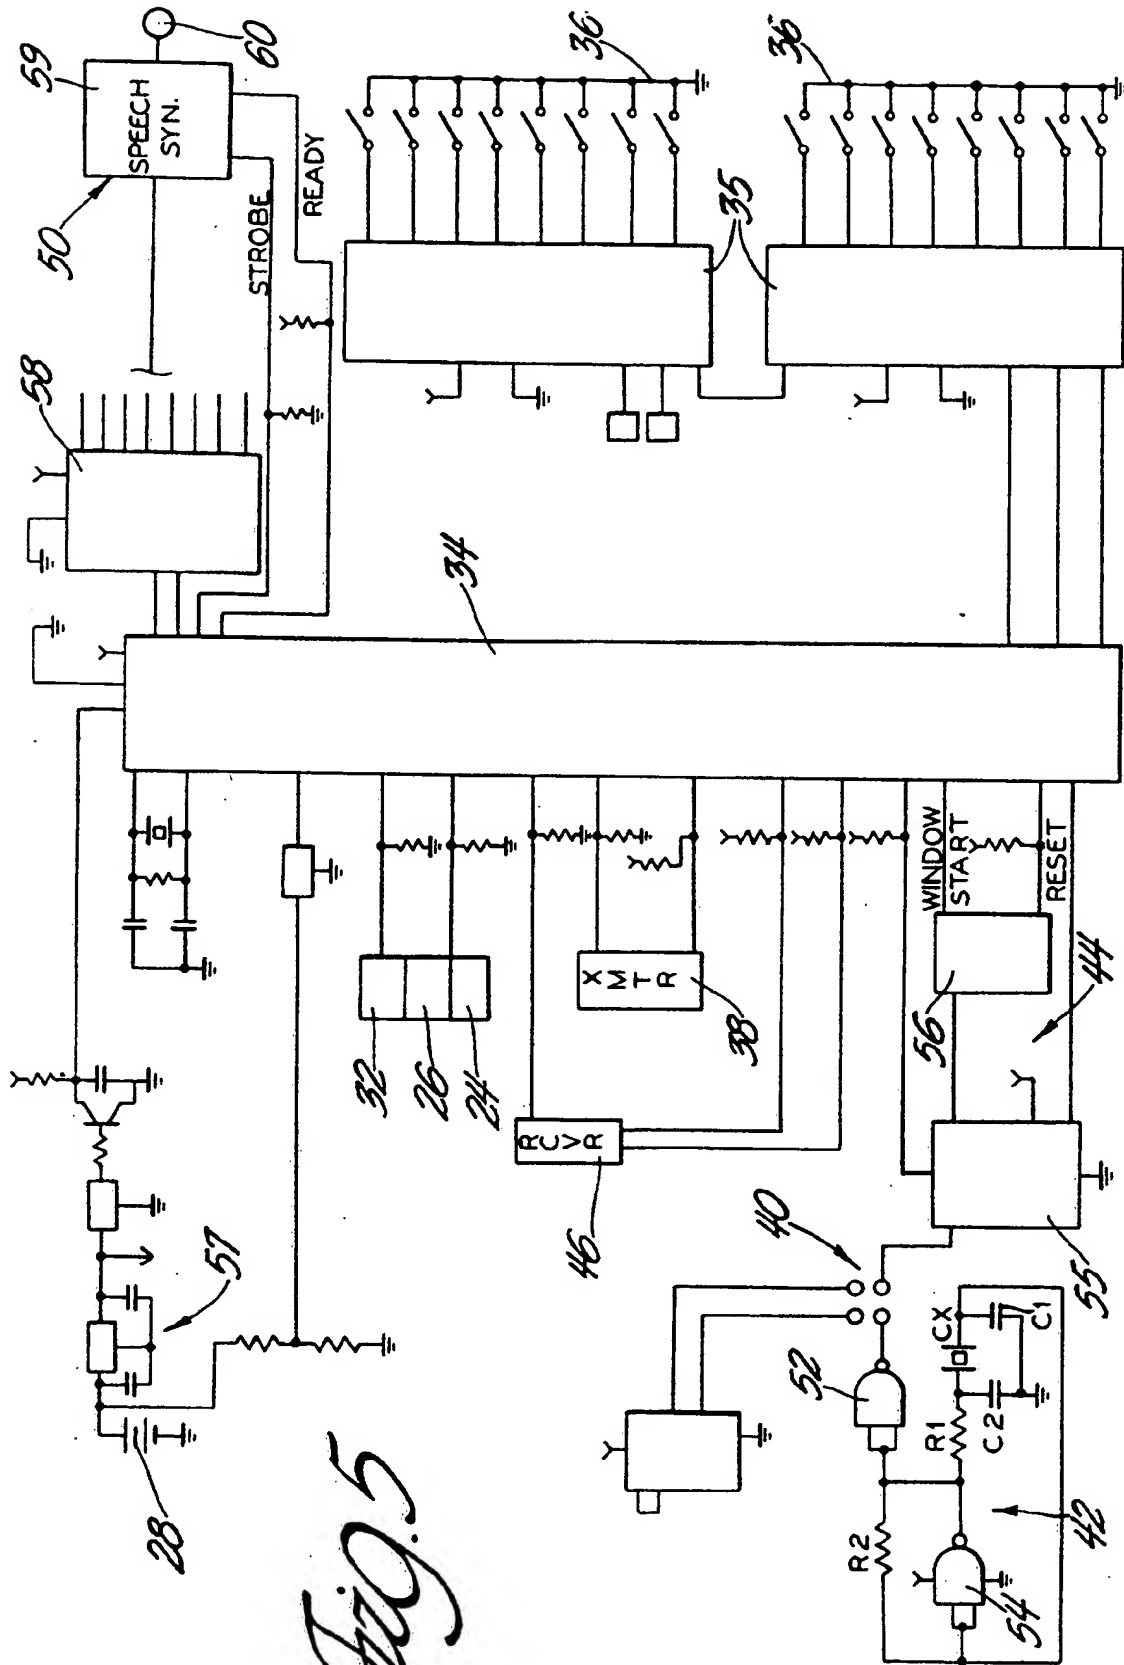 59
SPEECH
SYN.
60
50
STROBE
READY
58
36
35
36
34
57
28
32
26
24
XMTR
38
RCVR
46
WINDOW
START
RESET
56
44
40
55
52
CX
C1
R1
C2
R2
42
54
Fig. 5